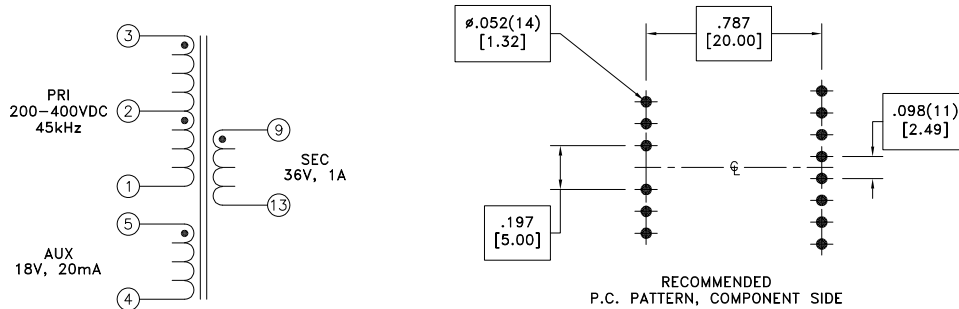 3
PRI
200-400VDC
45kHz
2
1
9
SEC
36V, 1A
13
5
AUX
18V, 20mA
4
ø.052(14)
[1.32]
.787
[20.00]
.098(11)
[2.49]
℄
.197
[5.00]
RECOMMENDED
P.C. PATTERN, COMPONENT SIDE